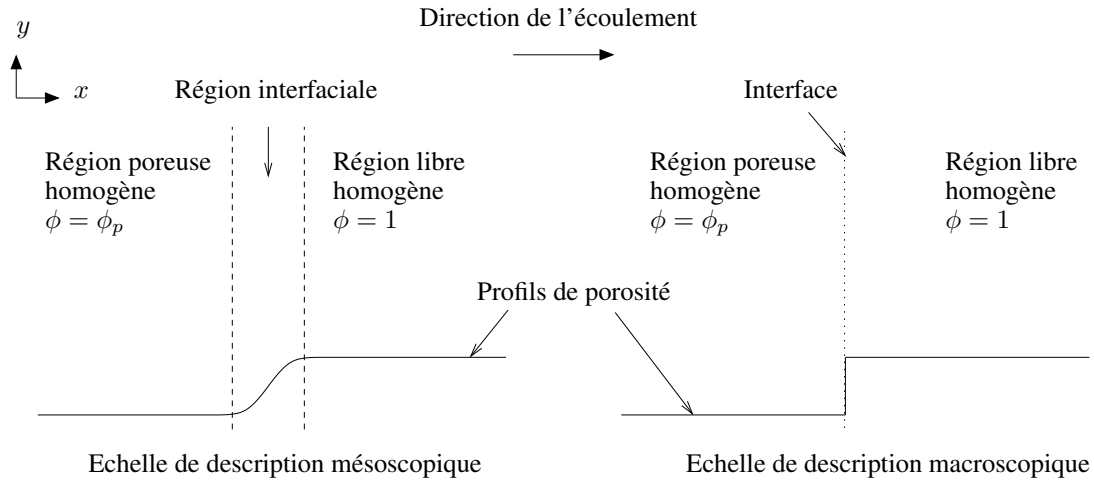 Direction de l'écoulement
y
x
Région interfaciale
Interface
Région poreuse
homogène
ϕ = ϕₚ
Région libre
homogène
ϕ = 1
Région poreuse
homogène
ϕ = ϕₚ
Région libre
homogène
ϕ = 1
Profils de porosité
Echelle de description mésoscopique
Echelle de description macroscopique